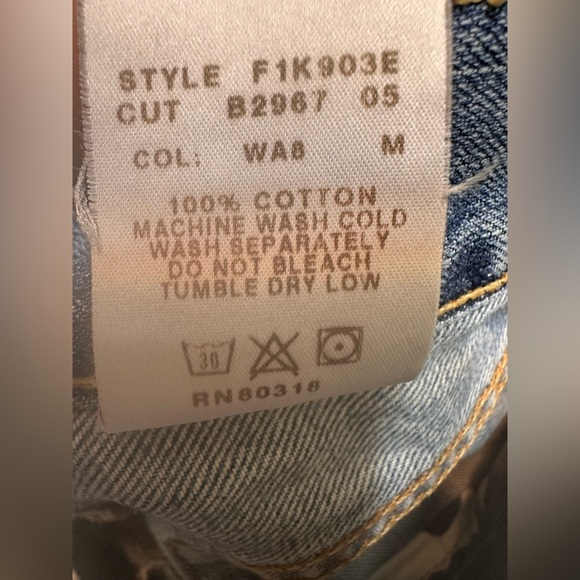 STYLE F1K903E
CUT B2967 05
COL: WA8 M
100% COTTON
MACHINE WASH COLD
WASH SEPARATELY
DO NOT BLEACH
TUMBLE DRY LOW
30
RN80318